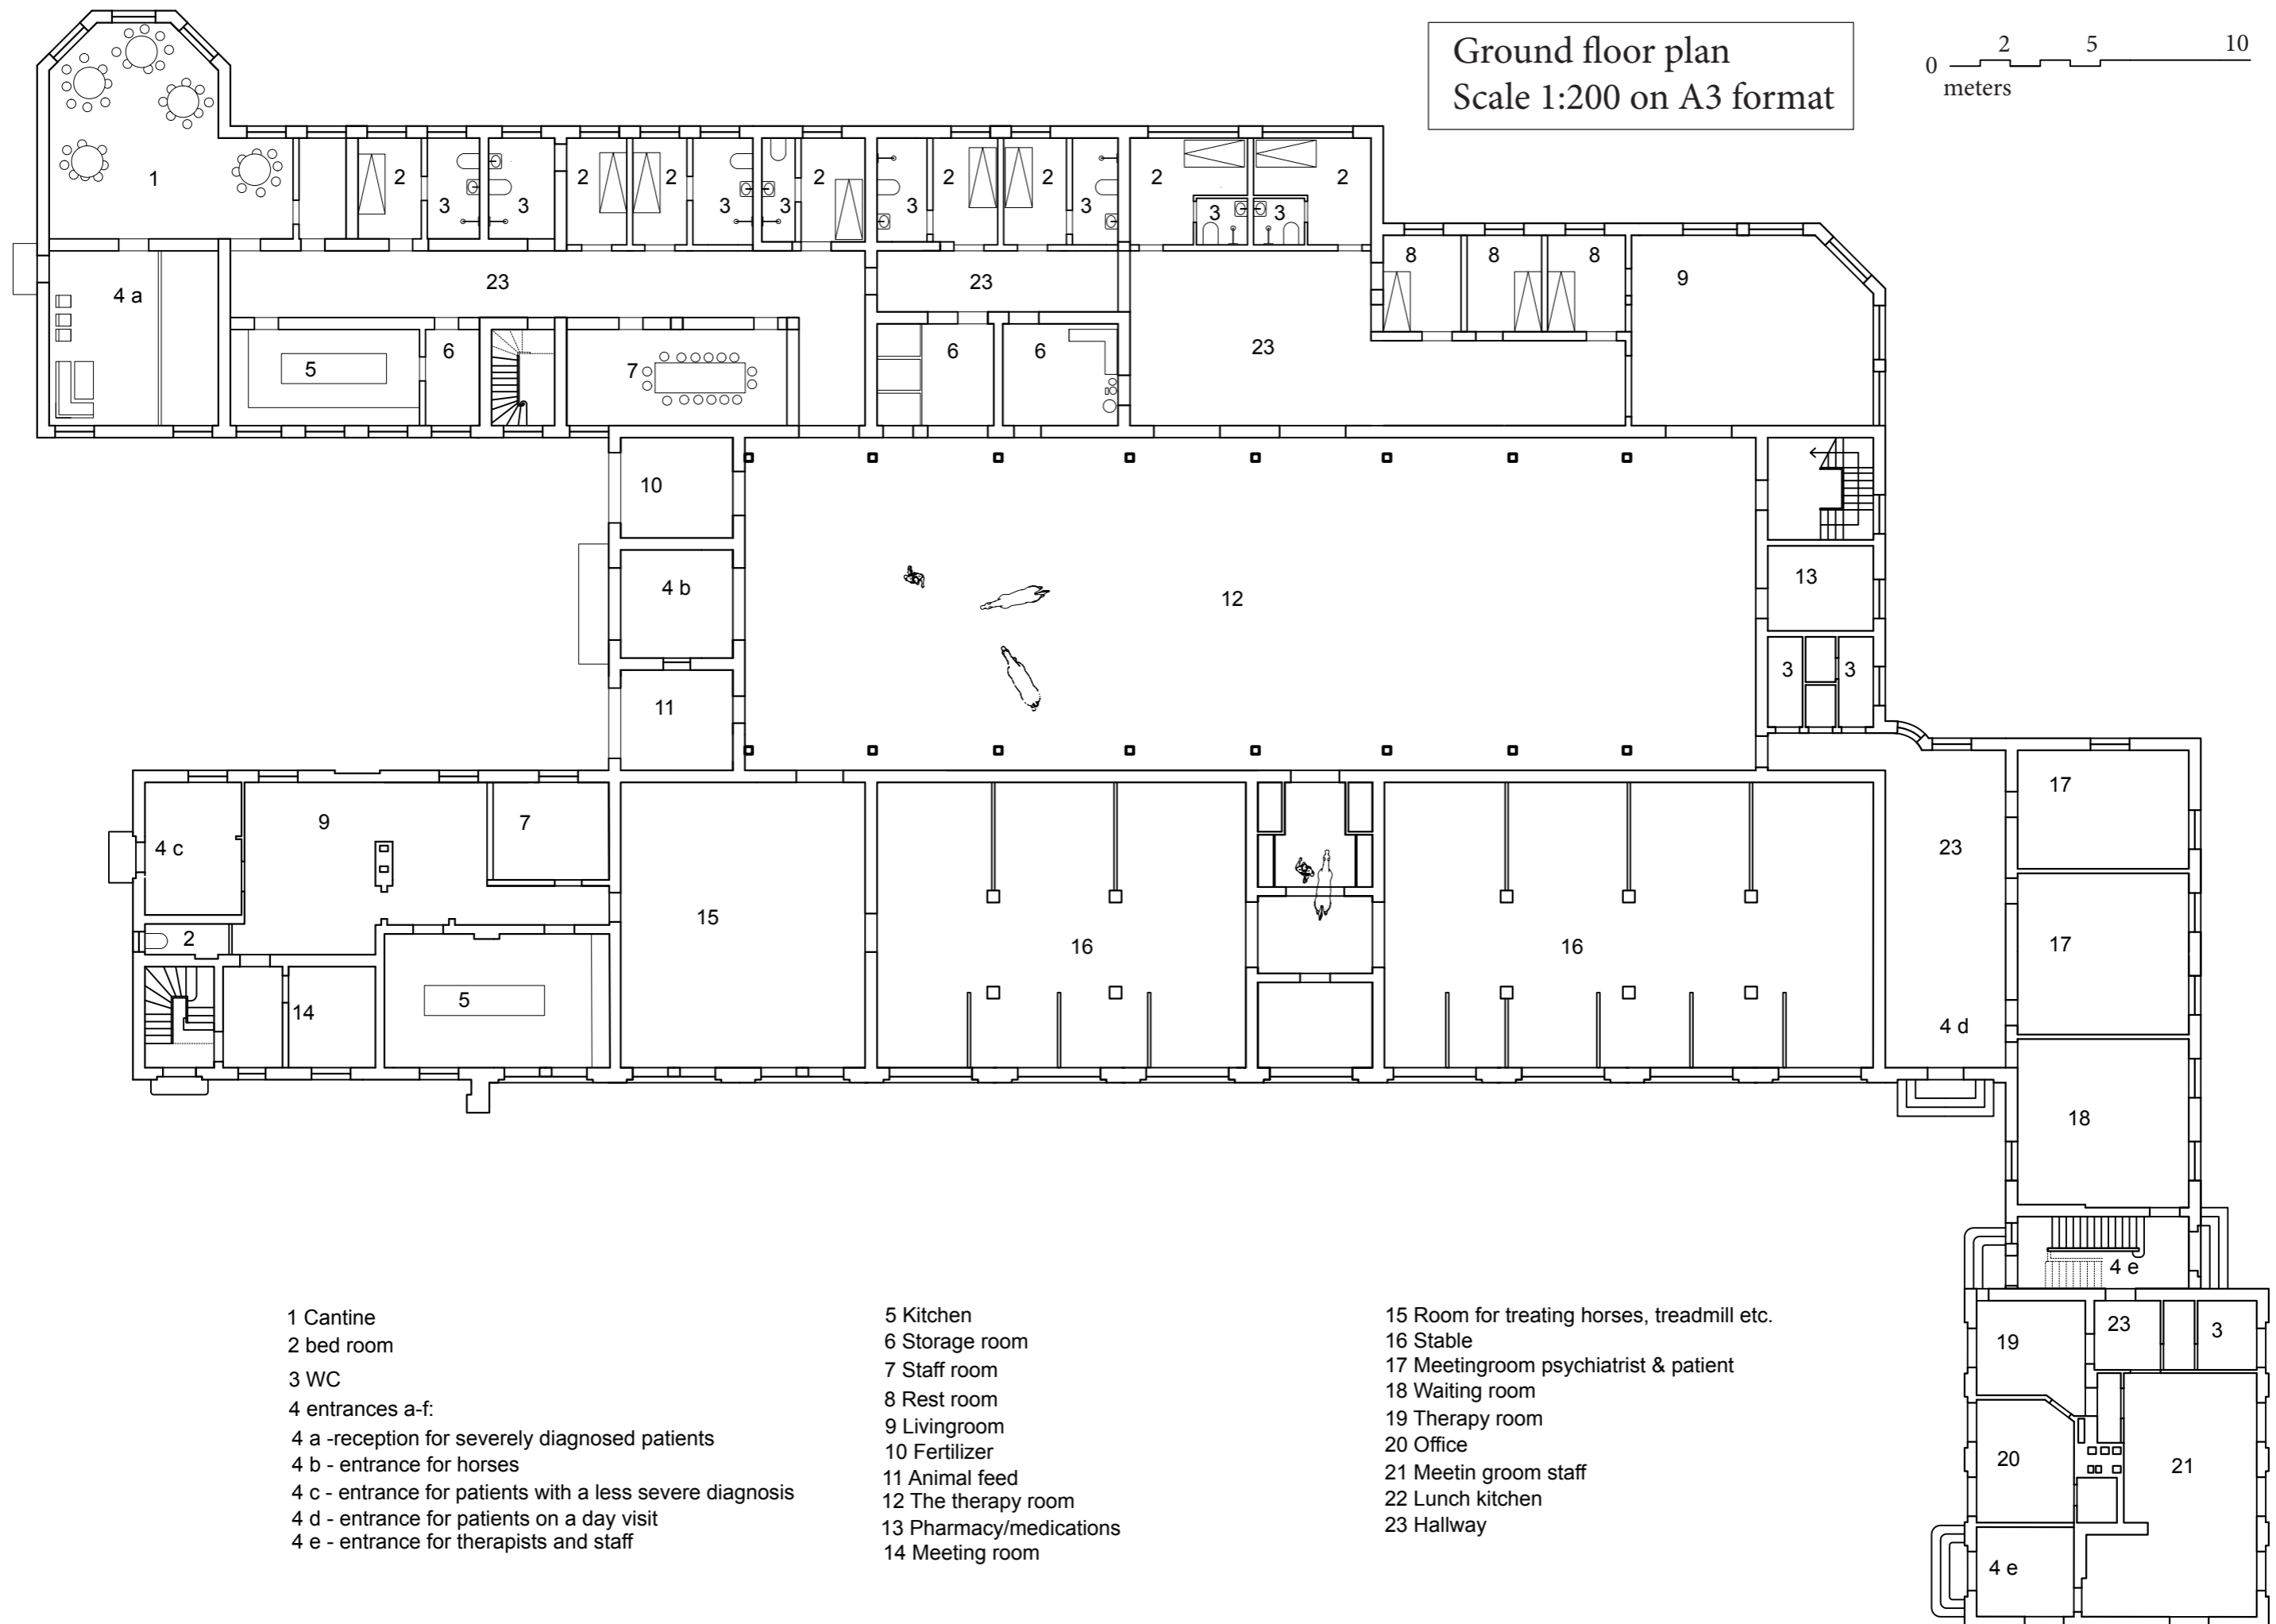 Ground floor plan
Scale 1:200 on A3 format
0 2 5 10
meters
1
2
3
3
2
2
3
3
2
3
2
2
3
2
3
3
2
4 a
23
23
8
8
8
9
5
6
7
6
6
23
10
4 b
12
13
11
3
3
4 c
9
7
2
14
5
15
16
16
23
17
17
4 d
18
4 e
19
23
3
20
21
4 e
1 Cantine
2 bed room
3 WC
4 entrances a-f:
4 a -reception for severely diagnosed patients
4 b - entrance for horses
4 c - entrance for patients with a less severe diagnosis
4 d - entrance for patients on a day visit
4 e - entrance for therapists and staff
5 Kitchen
6 Storage room
7 Staff room
8 Rest room
9 Livingroom
10 Fertilizer
11 Animal feed
12 The therapy room
13 Pharmacy/medications
14 Meeting room
15 Room for treating horses, treadmill etc.
16 Stable
17 Meetingroom psychiatrist & patient
18 Waiting room
19 Therapy room
20 Office
21 Meetin groom staff
22 Lunch kitchen
23 Hallway